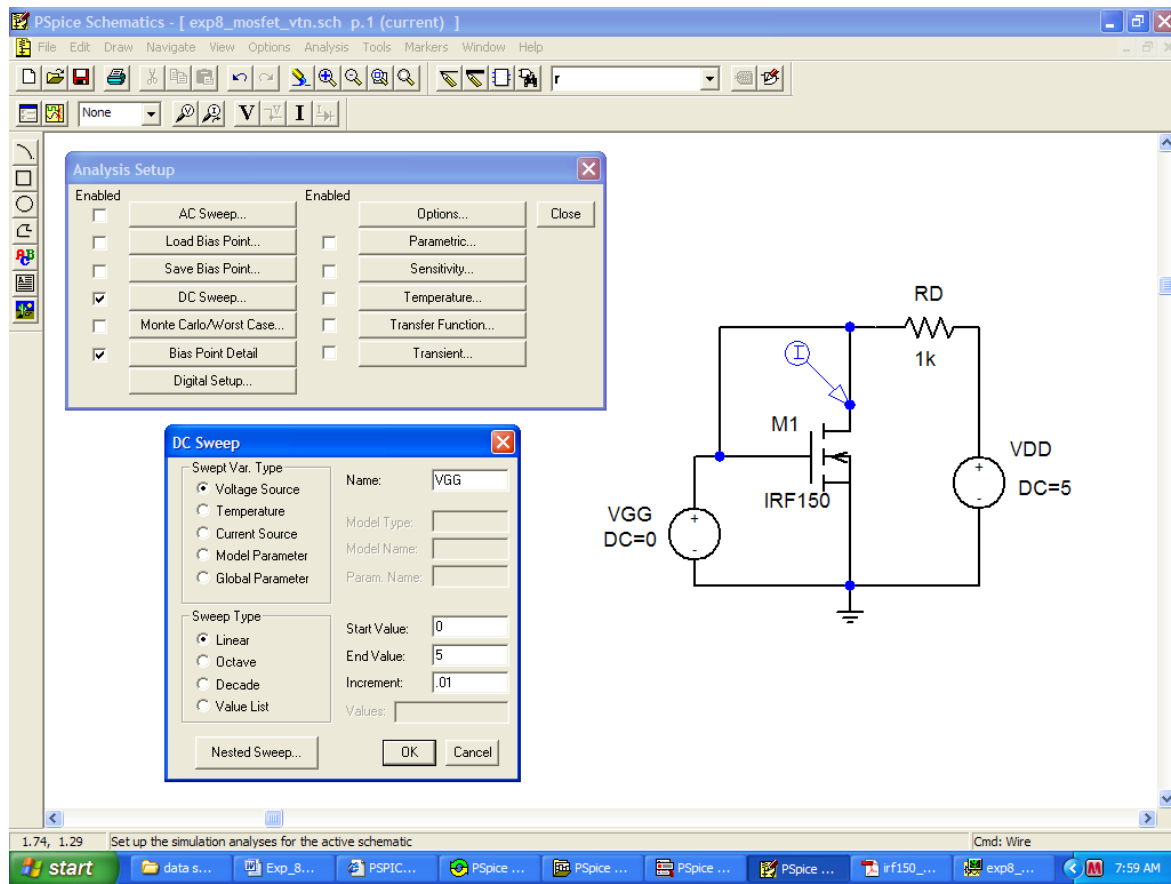 PSpice Schematics - [ exp8_mosfet_vtn.sch p.1 (current) ]
File Edit Draw Navigate View Options Analysis Tools Markers Window Help
r
None
V I
Analysis Setup
Enabled Enabled
AC Sweep... Options... Close
Load Bias Point... Parametric...
Save Bias Point... Sensitivity...
DC Sweep... Temperature...
Monte Carlo/Worst Case... Transfer Function...
Bias Point Detail Transient...
Digital Setup...
DC Sweep
Swept Var. Type
Voltage Source
Temperature
Current Source
Model Parameter
Global Parameter
Name: VGG
Model Type:
Model Name:
Param. Name:
Sweep Type
Linear
Octave
Decade
Value List
Start Value: 0
End Value: 5
Increment: .01
Values:
Nested Sweep... OK Cancel
RD
1k
I
M1
IRF150
VDD
DC=5
VGG
DC=0
+
-
+
-
1.74, 1.29 Set up the simulation analyses for the active schematic Cmd: Wire
start data s... Exp_8... PSPIC... PSpice ... PSpice ... PSpice ... PSpice ... irf150_... exp8_... 7:59 AM